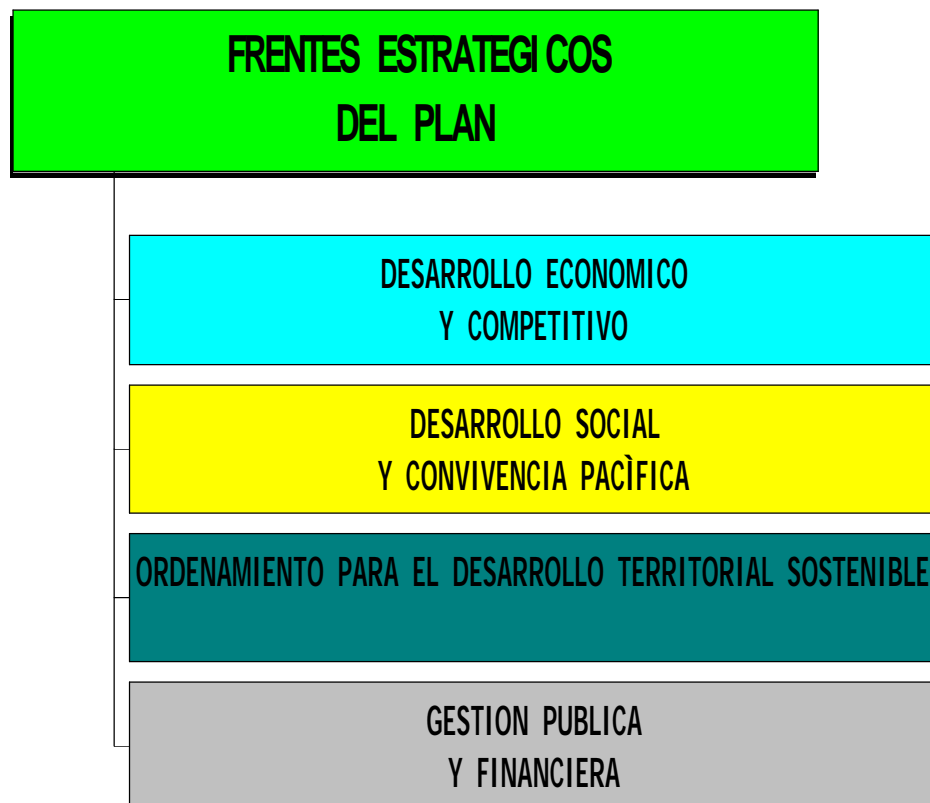 FRENTES ESTRATEGICOS
DEL PLAN
DESARROLLO ECONOMICO
Y COMPETITIVO
DESARROLLO SOCIAL
Y CONVIVENCIA PACÌFICA
ORDENAMIENTO PARA EL DESARROLLO TERRITORIAL SOSTENIBLE
GESTION PUBLICA
Y FINANCIERA